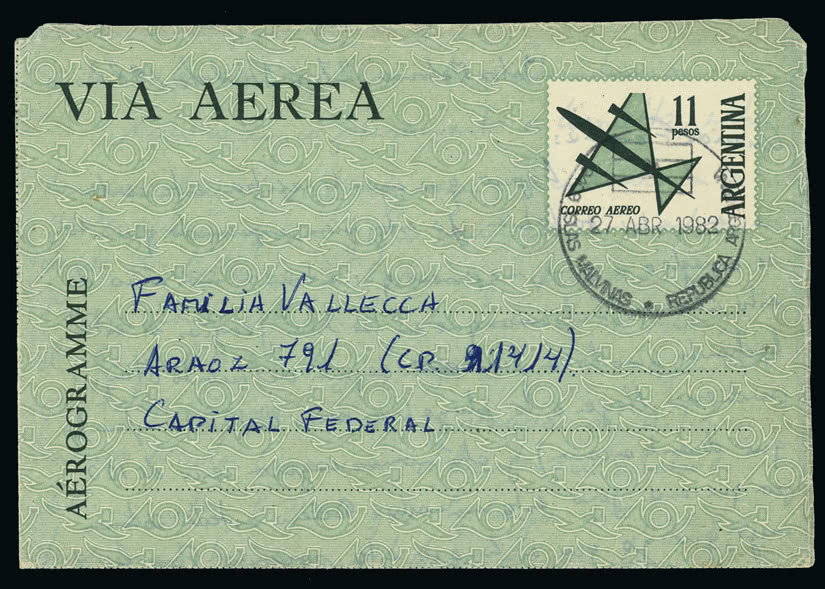 VIA AEREA
11
pesos
ARGENTINA
CORREO AEREO
27 ABR 1982
MALVINAS ★ REPUBLICA
AÉROGRAMME
FAMILIA VALLECCA
ARAOZ 791 (CP. 1414)
CAPITAL FEDERAL